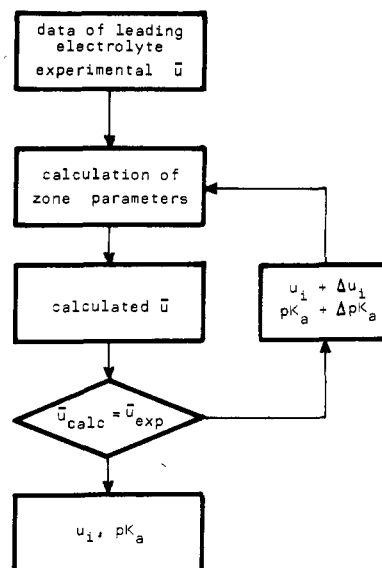 data of leading
electrolyte
experimental ū
calculation of
zone parameters
calculated ū
u_i + Δu_i
pK_a + ΔpK_a
ū_calc = ū_exp
u_i, pK_a